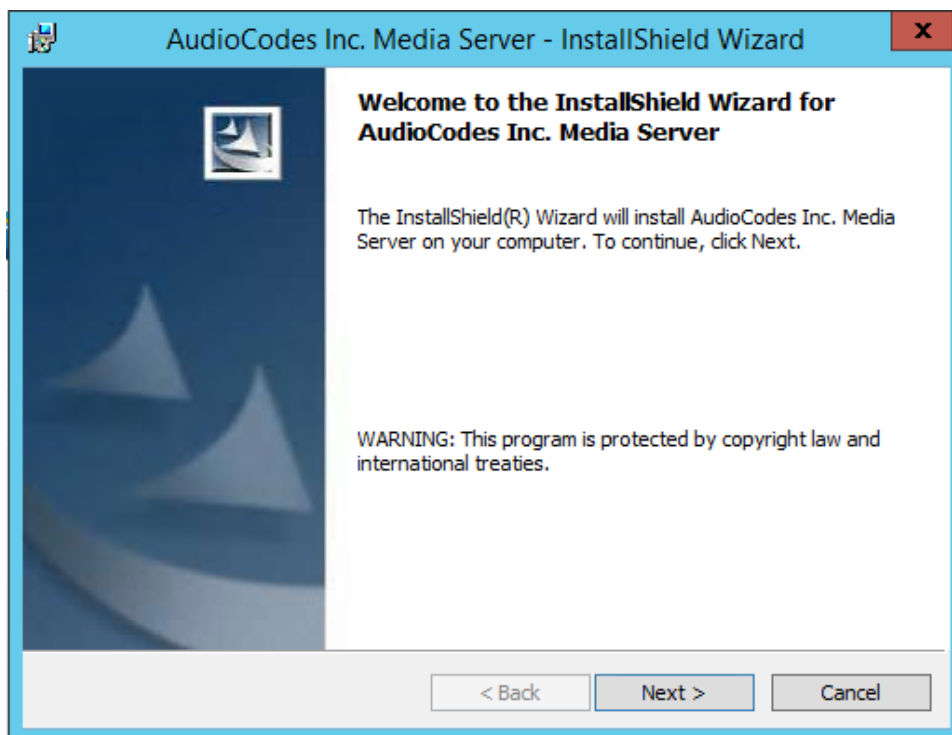 AudioCodes Inc. Media Server - InstallShield Wizard
x
Welcome to the InstallShield Wizard for
AudioCodes Inc. Media Server
The InstallShield(R) Wizard will install AudioCodes Inc. Media
Server on your computer. To continue, click Next.
WARNING: This program is protected by copyright law and
international treaties.
< Back
Next >
Cancel